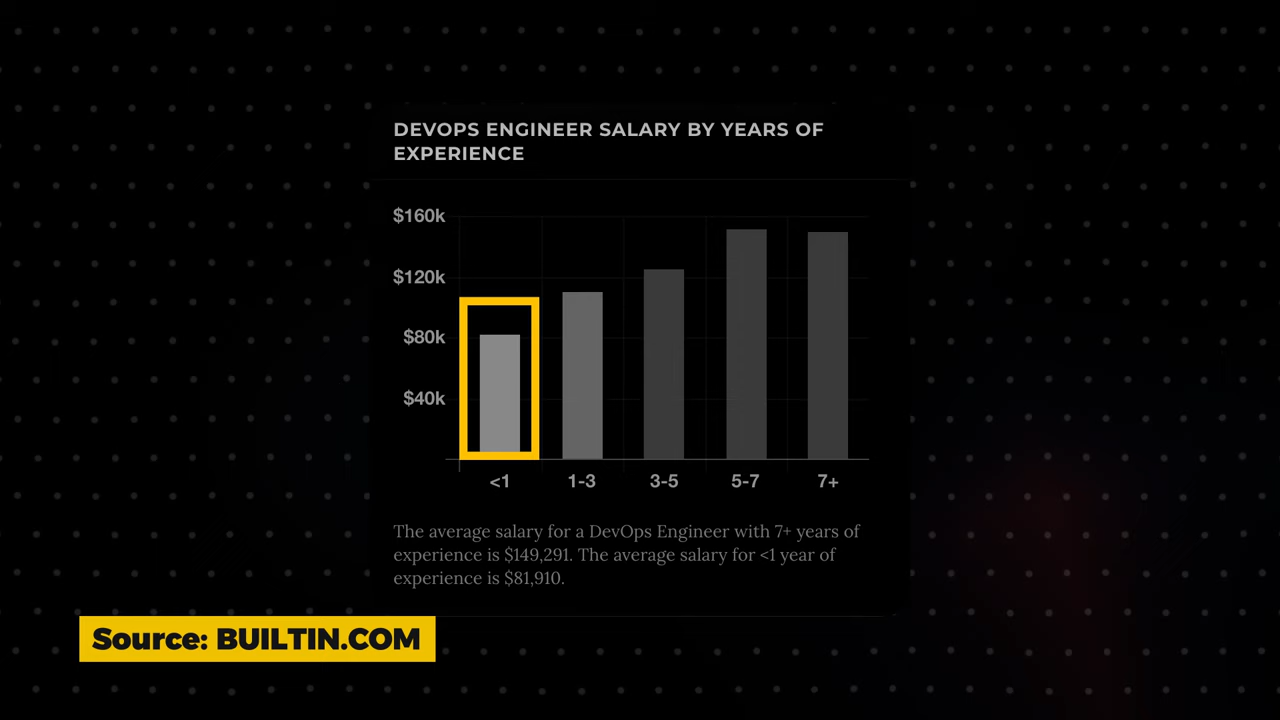 DEVOPS ENGINEER SALARY BY YEARS OF
EXPERIENCE
$160k
$120k
$80k
$40k
<1 1-3 3-5 5-7 7+
The average salary for a DevOps Engineer with 7+ years of
experience is $149,291. The average salary for <1 year of
experience is $81,910.
Source: BUILTIN.COM